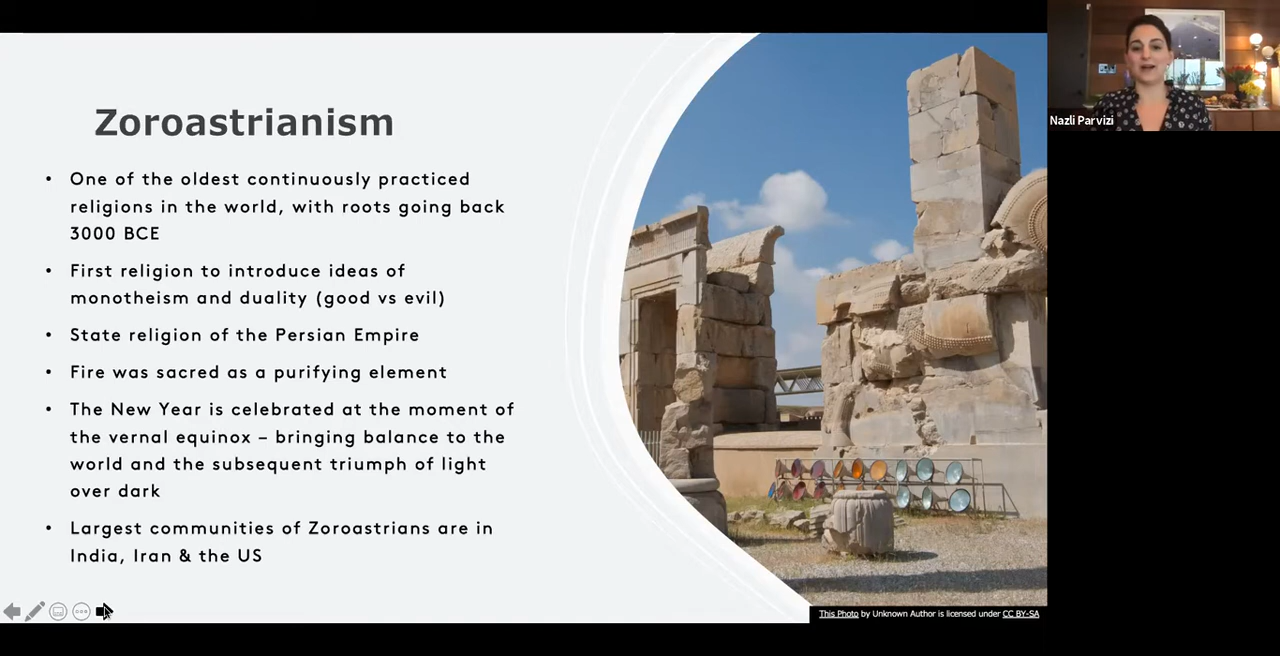 Zoroastrianism
• One of the oldest continuously practiced
religions in the world, with roots going back
3000 BCE
• First religion to introduce ideas of
monotheism and duality (good vs evil)
• State religion of the Persian Empire
• Fire was sacred as a purifying element
• The New Year is celebrated at the moment of
the vernal equinox – bringing balance to the
world and the subsequent triumph of light
over dark
• Largest communities of Zoroastrians are in
India, Iran & the US
This Photo by Unknown Author is licensed under CC BY-SA
Nazli Parvizi